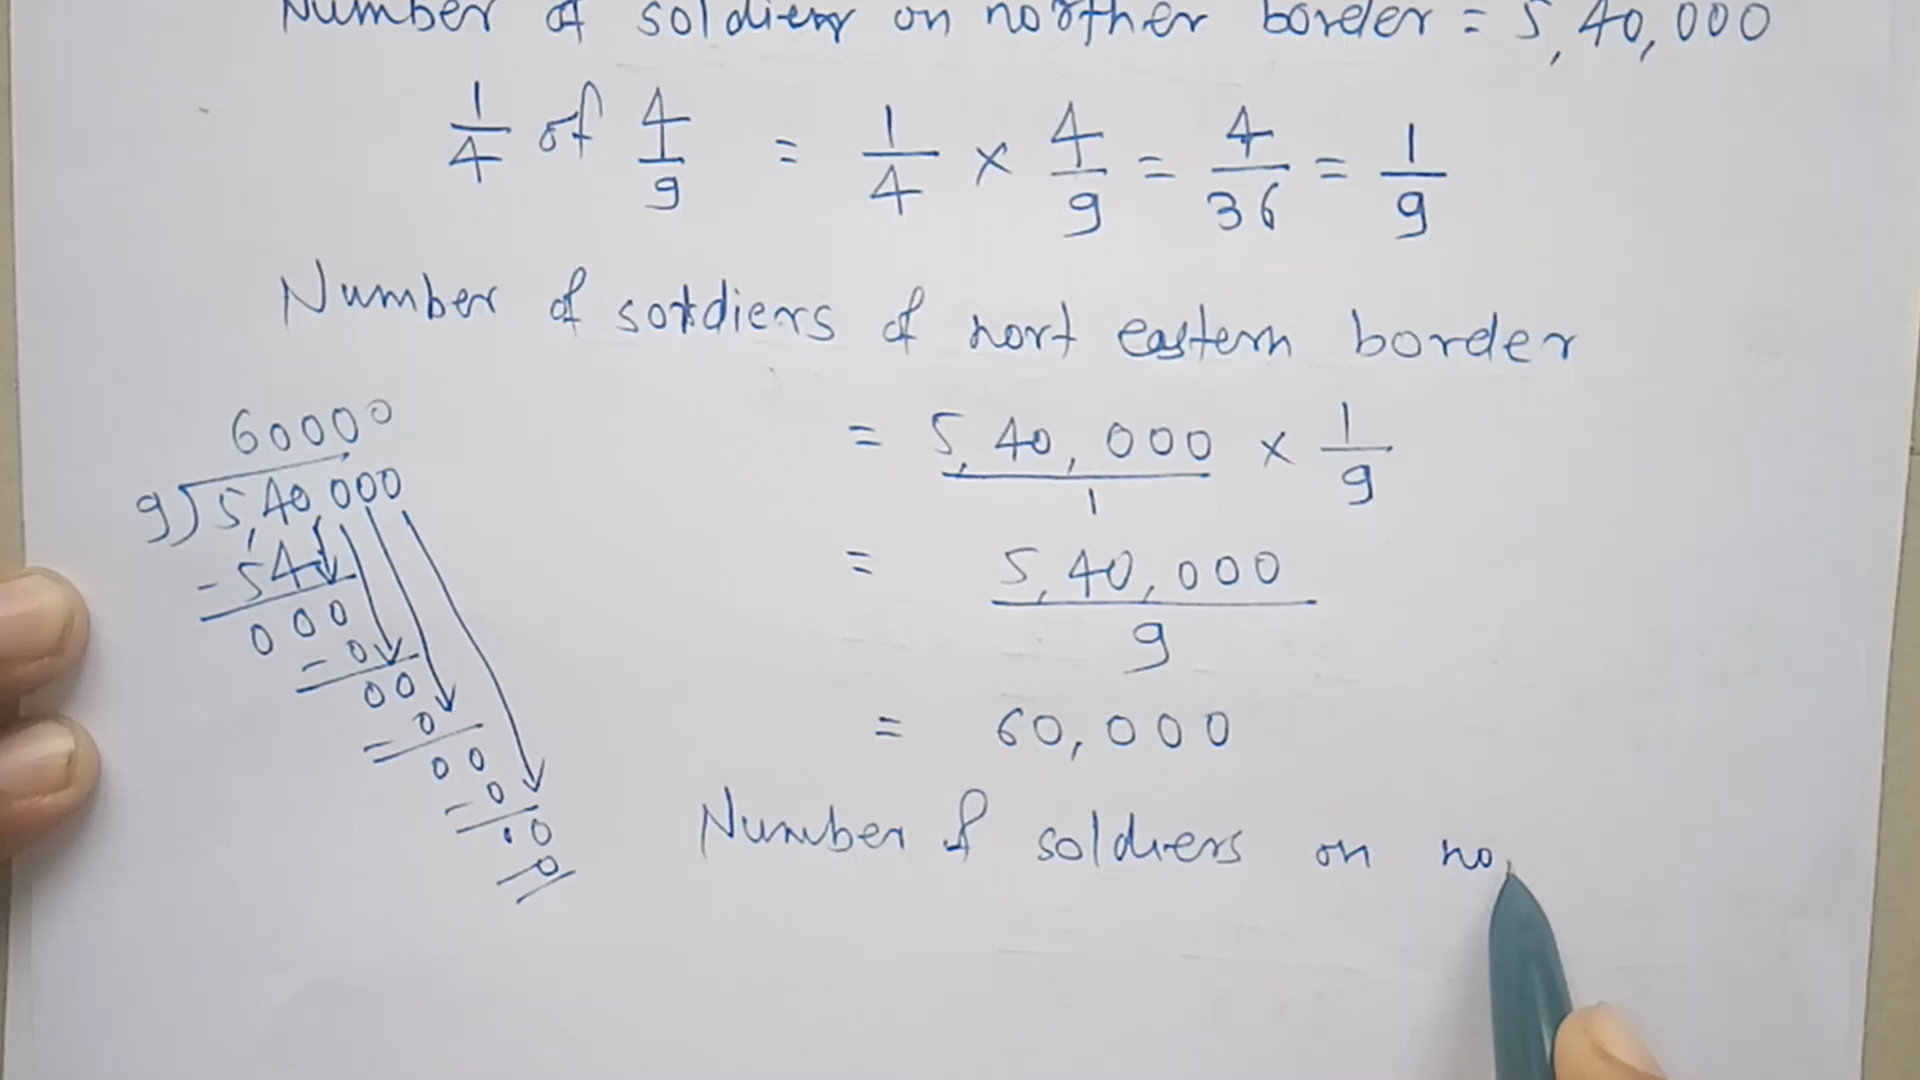 Number of soldiers on norther border = 5,40,000
1/4 of 4/9 = 1/4 × 4/9 = 4/36 = 1/9
Number of sotdiers of nort eastern border
= 5,40,000/1 × 1/9
= 5,40,000/9
= 60,000
Number of soldiers on no
60000
9)5,40,000
- 54
000
- 0
00
- 0
00
- 0
00
0